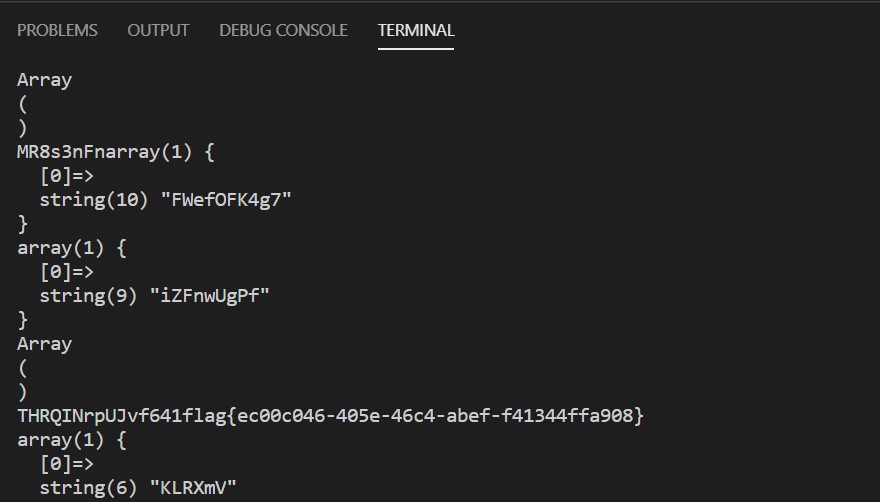 PROBLEMS OUTPUT DEBUG CONSOLE TERMINAL
Array
(
)
MR8s3nFnarray(1) {
  [0]=>
  string(10) "FWefOFK4g7"
}
array(1) {
  [0]=>
  string(9) "iZFnwUgPf"
}
Array
(
)
THRQINrpUJvf641flag{ec00c046-405e-46c4-abef-f41344ffa908}
array(1) {
  [0]=>
  string(6) "KLRXmV"